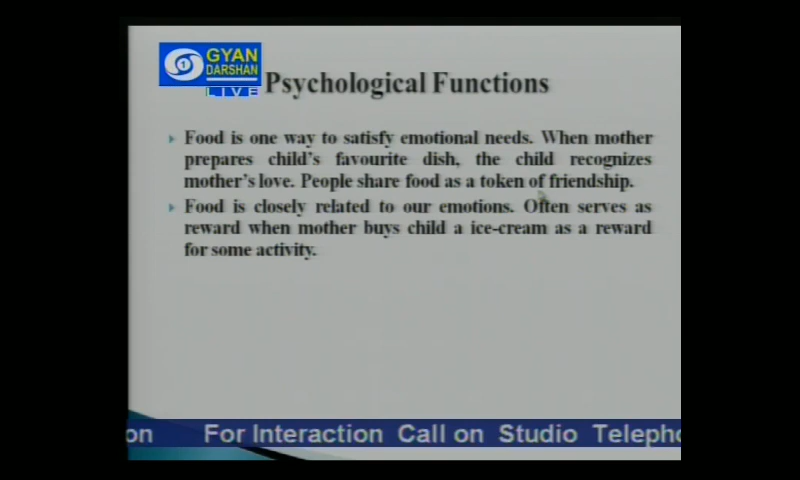 GYAN
DARSHAN
LIVE
Psychological Functions
Food is one way to satisfy emotional needs. When mother
prepares child's favourite dish, the child recognizes
mother's love. People share food as a token of friendship.
Food is closely related to our emotions. Often serves as
reward when mother buys child a ice-cream as a reward
for some activity.
on For Interaction Call on Studio Telepho